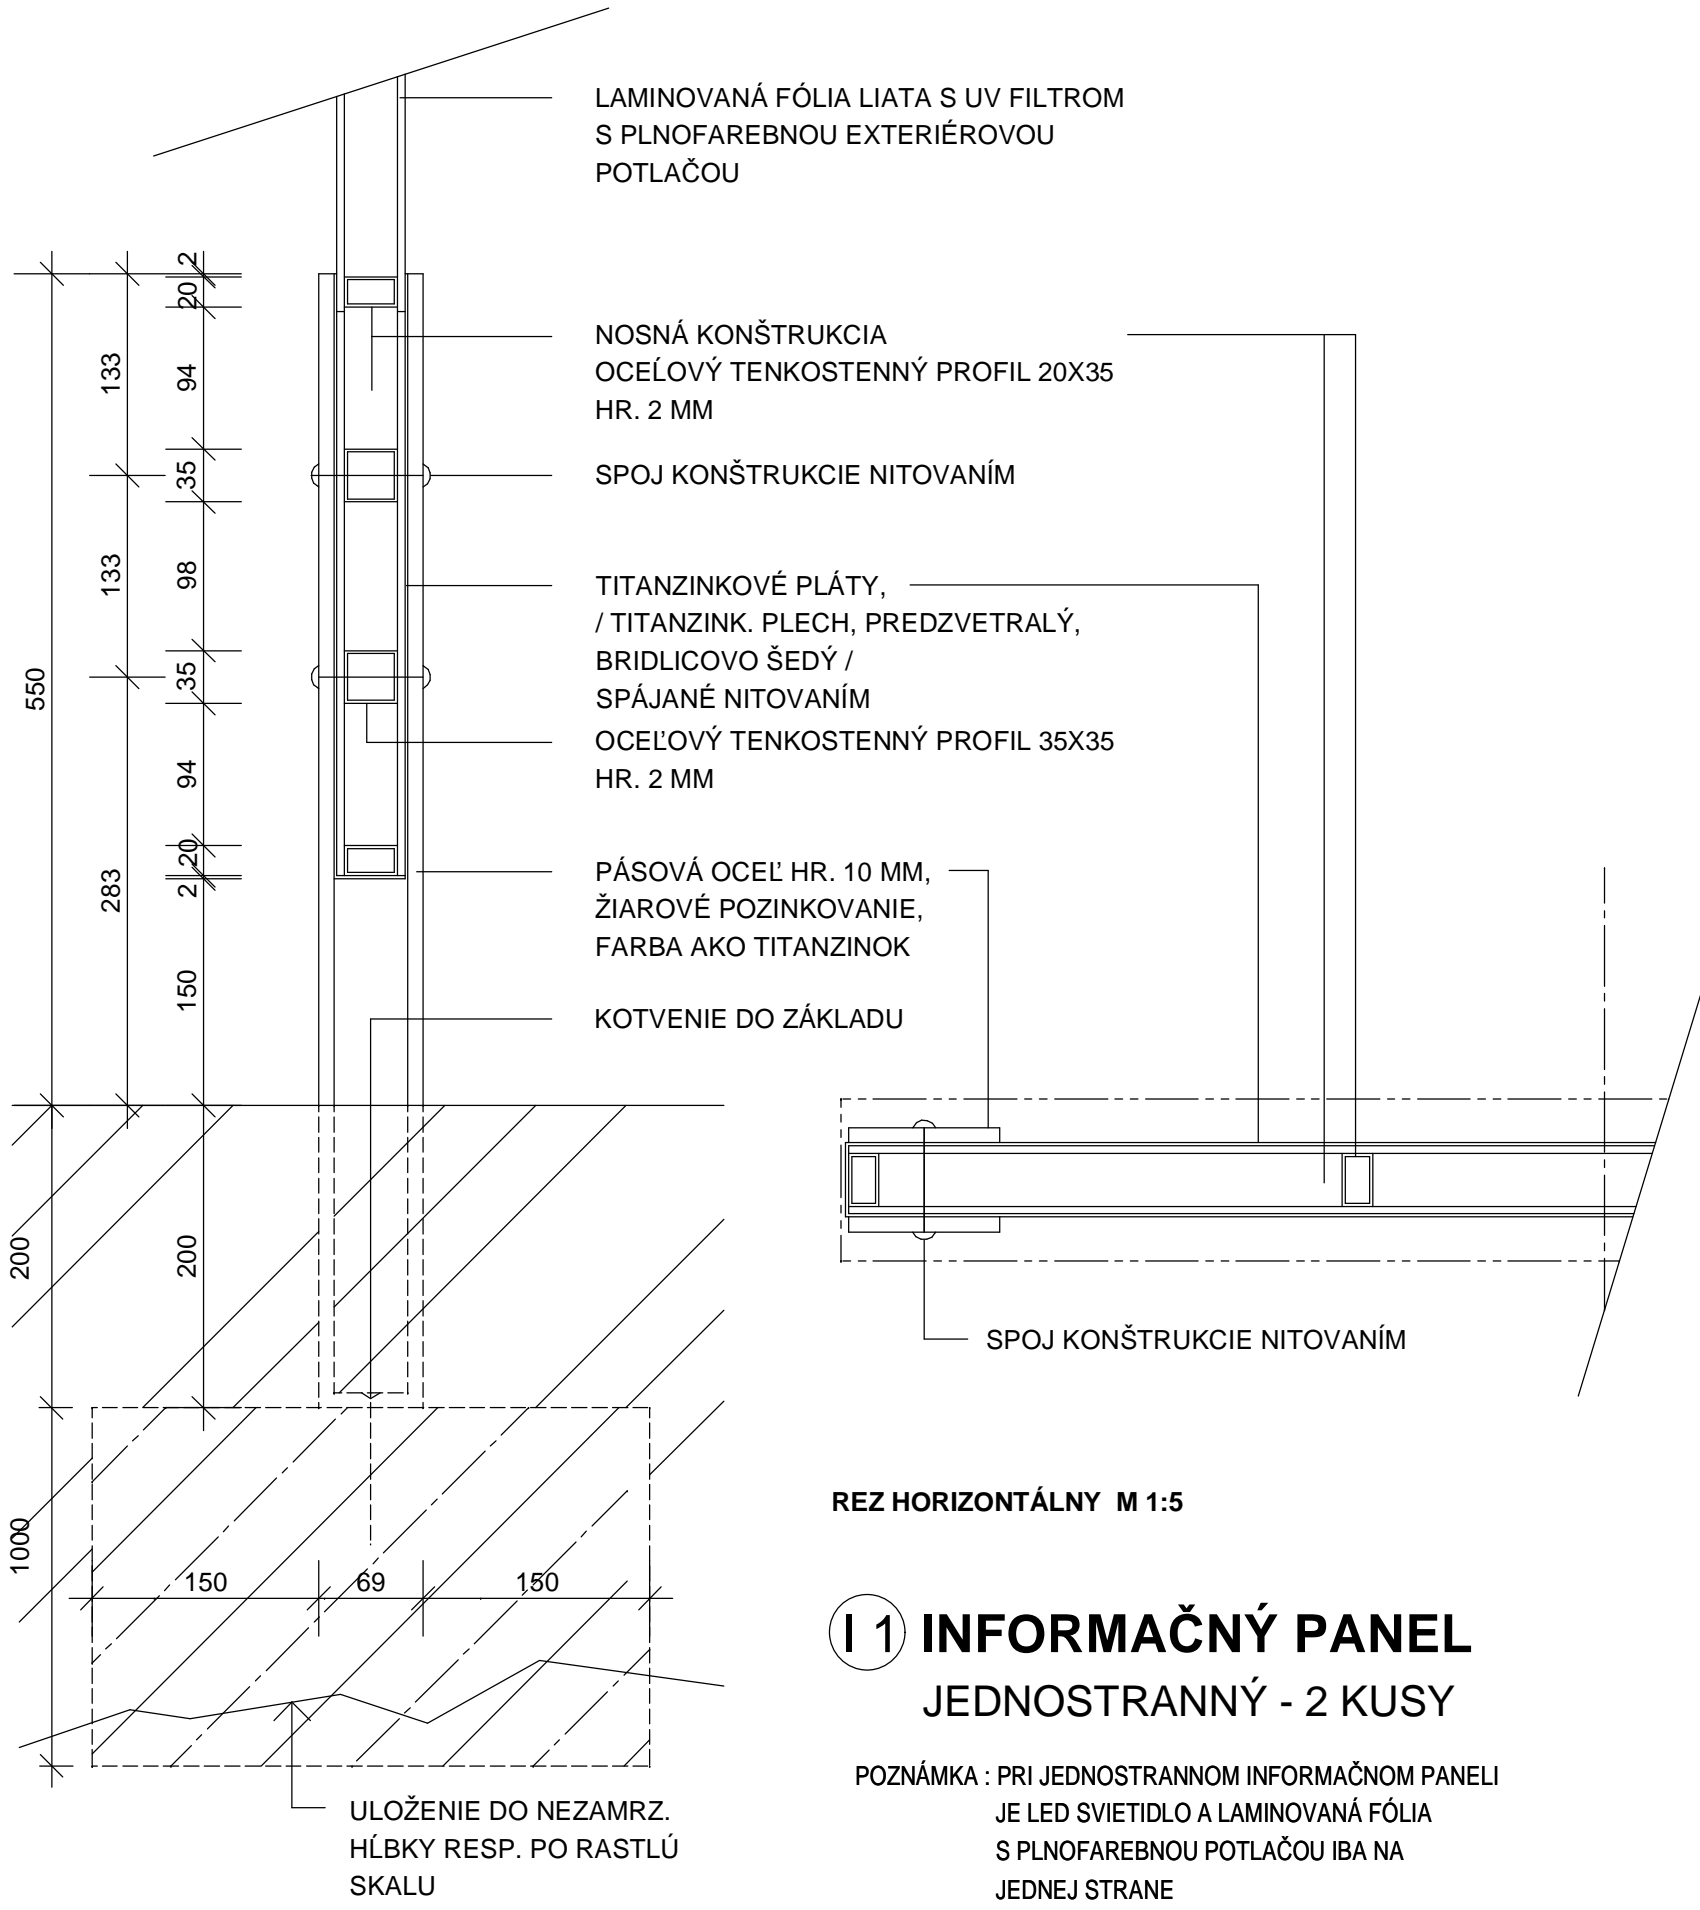 LAMINOVANÁ FÓLIA LIATA S UV FILTROM
S PLNOFAREBNOU EXTERIÉROVOU
POTLAČOU
NOSNÁ KONŠTRUKCIA
OCEĹOVÝ TENKOSTENNÝ PROFIL 20X35
HR. 2 MM
SPOJ KONŠTRUKCIE NITOVANÍM
TITANZINKOVÉ PLÁTY,
/ TITANZINK. PLECH, PREDZVETRALÝ,
BRIDLICOVO ŠEDÝ /
SPÁJANÉ NITOVANÍM
OCEĽOVÝ TENKOSTENNÝ PROFIL 35X35
HR. 2 MM
PÁSOVÁ OCEĽ HR. 10 MM,
ŽIAROVÉ POZINKOVANIE,
FARBA AKO TITANZINOK
KOTVENIE DO ZÁKLADU
550
200
1000
133
133
283
2
20
94
35
98
35
94
20
2
150
200
150
69
150
ULOŽENIE DO NEZAMRZ.
HĹBKY RESP. PO RASTLÚ
SKALU
SPOJ KONŠTRUKCIE NITOVANÍM
REZ HORIZONTÁLNY M 1:5
I 1 INFORMAČNÝ PANEL
JEDNOSTRANNÝ - 2 KUSY
POZNÁMKA : PRI JEDNOSTRANNOM INFORMAČNOM PANELI
JE LED SVIETIDLO A LAMINOVANÁ FÓLIA
S PLNOFAREBNOU POTLAČOU IBA NA
JEDNEJ STRANE